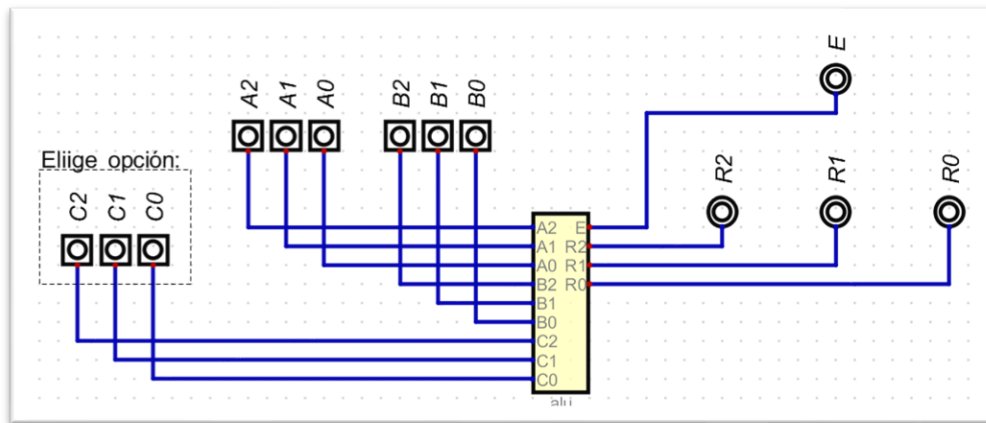 E
A2 A1 A0 B2 B1 B0
Eliige opción:
R2 R1 R0
C2 C1 C0
A2 E
A1 R2
A0 R1
B2 R0
B1
B0
C2
C1
C0
alu